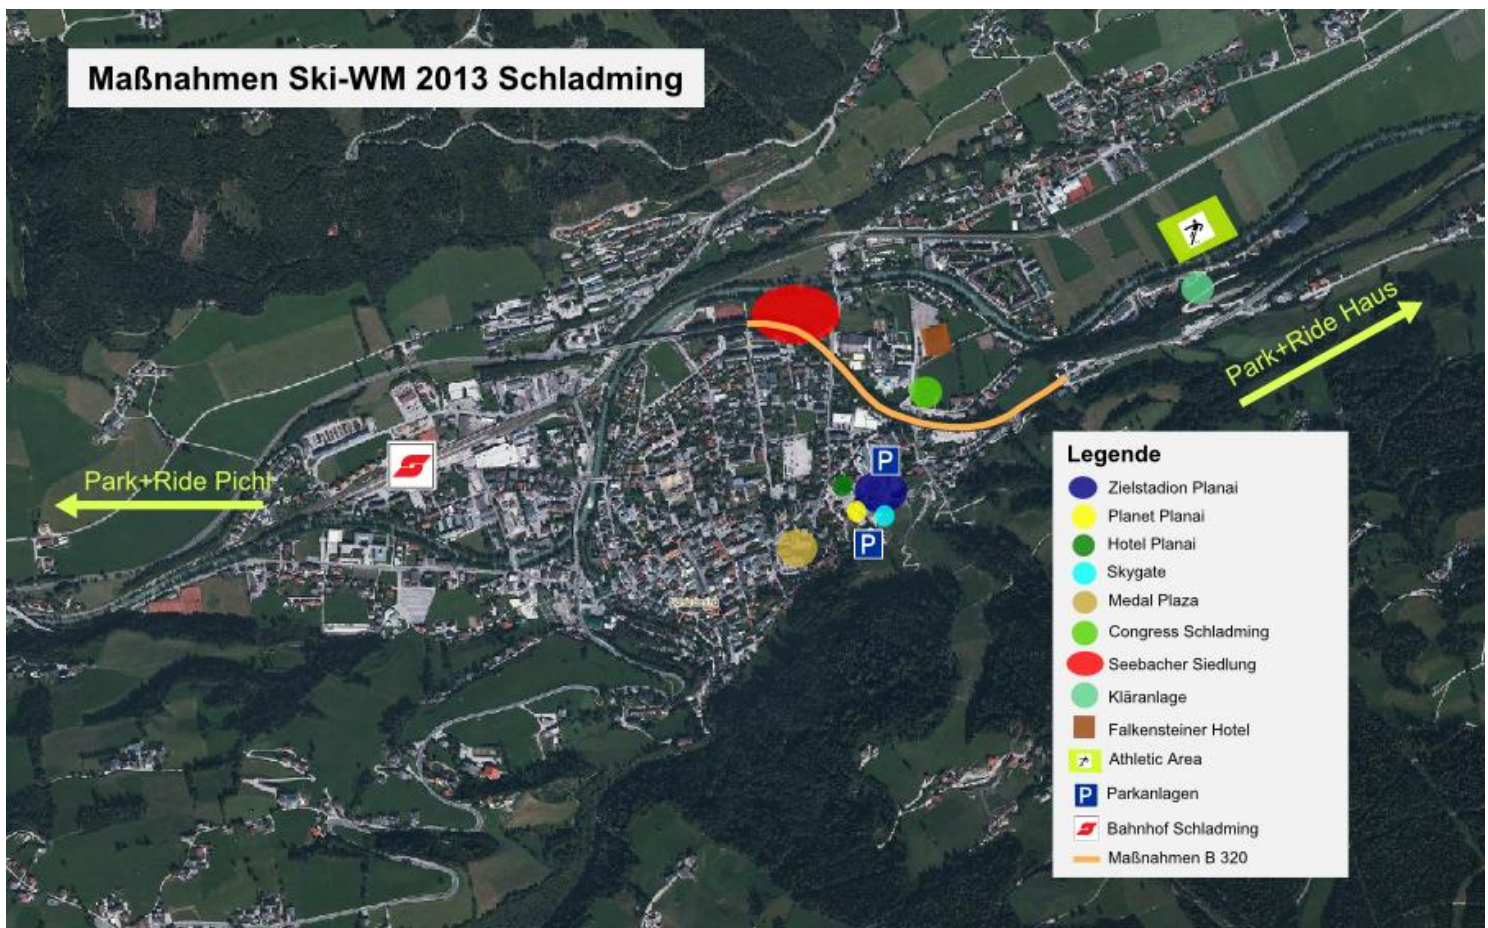 Maßnahmen Ski-WM 2013 Schladming
Park+Ride Haus
Park+Ride Pichl
P
P
Legende
Zielstadion Planai
Planet Planai
Hotel Planai
Skygate
Medal Plaza
Congress Schladming
Seebacher Siedlung
Kläranlage
Falkensteiner Hotel
Athletic Area
P Parkanlagen
Bahnhof Schladming
Maßnahmen B 320